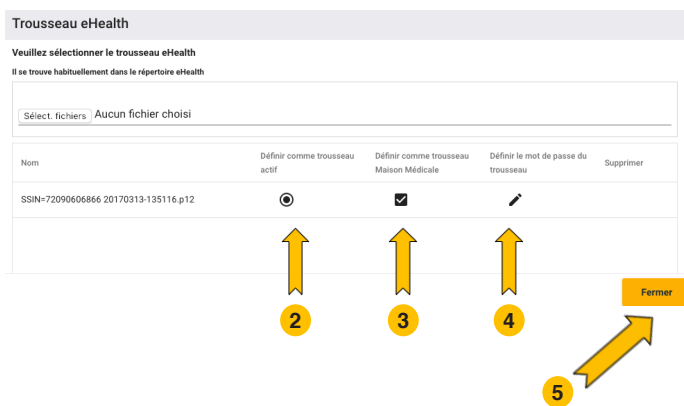 Trousseau eHealth
Veuillez sélectionner le trousseau eHealth
Il se trouve habituellement dans le répertoire eHealth
Sélect. fichiers Aucun fichier choisi
Nom
Définir comme trousseau
actif
Définir comme trousseau
Maison Médicale
Définir le mot de passe du
trousseau
Supprimer
SSIN=72090606866 20170313-135116.p12
Fermer
2
3
4
5